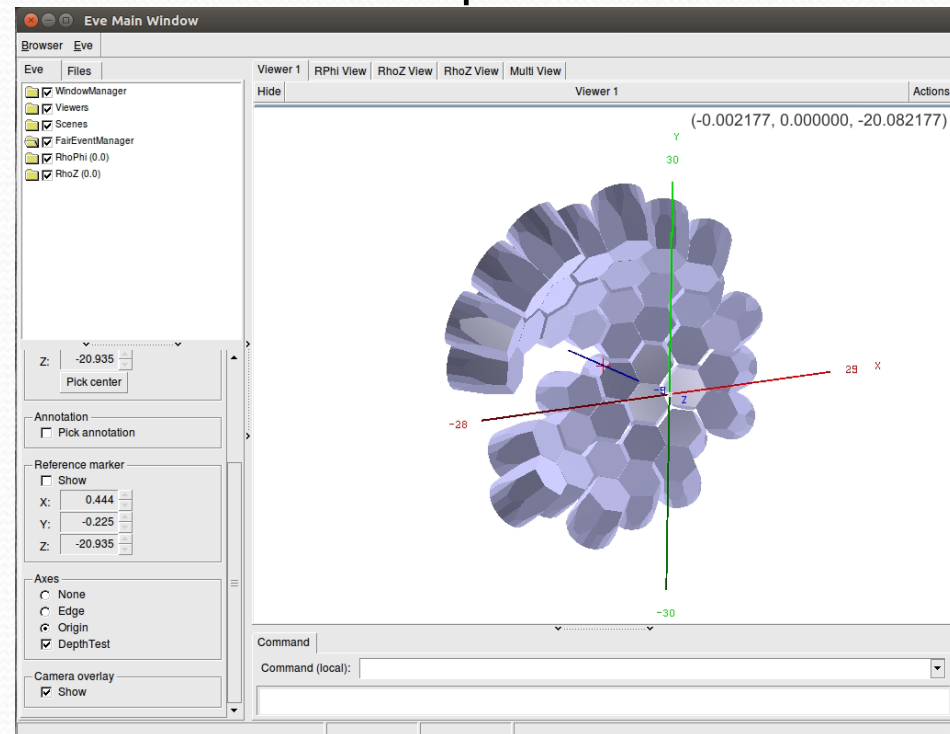 Eve Main Window
Browser Eve
Eve Files
WindowManager
Viewers
Scenes
FairEventManager
RhoPhi (0.0)
RhoZ (0.0)
Z: -20.935
Pick center
Annotation
Pick annotation
Reference marker
Show
X: 0.444
Y: -0.225
Z: -20.935
Axes
None
Edge
Origin
DepthTest
Camera overlay
Show
Viewer 1 RPhi View RhoZ View RhoZ View Multi View
Hide Viewer 1 Actions
(-0.002177, 0.000000, -20.082177)
Y
30
29 X
Z
-28
-30
Command
Command (local):